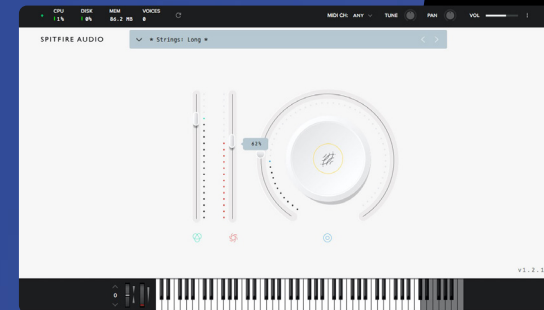 CPU DISK MEM VOICES
1% 0% 86.2 MB 0
MIDI CH: ANY TUNE PAN VOL
SPITFIRE AUDIO
* Strings: Long *
62%
v1.2.1
0